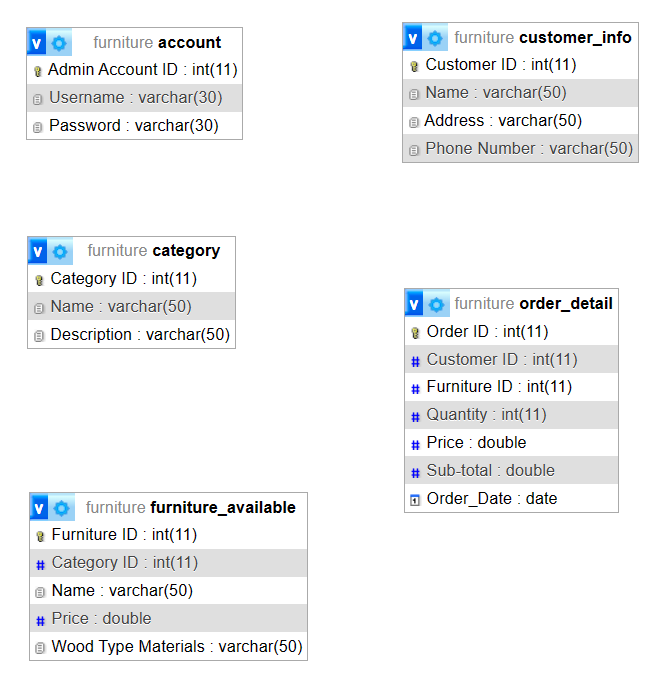 furniture account
Admin Account ID : int(11)
Username : varchar(30)
Password : varchar(30)
furniture customer_info
Customer ID : int(11)
Name : varchar(50)
Address : varchar(50)
Phone Number : varchar(50)
furniture category
Category ID : int(11)
Name : varchar(50)
Description : varchar(50)
furniture order_detail
Order ID : int(11)
Customer ID : int(11)
Furniture ID : int(11)
Quantity : int(11)
Price : double
Sub-total : double
Order_Date : date
furniture furniture_available
Furniture ID : int(11)
Category ID : int(11)
Name : varchar(50)
Price : double
Wood Type Materials : varchar(50)